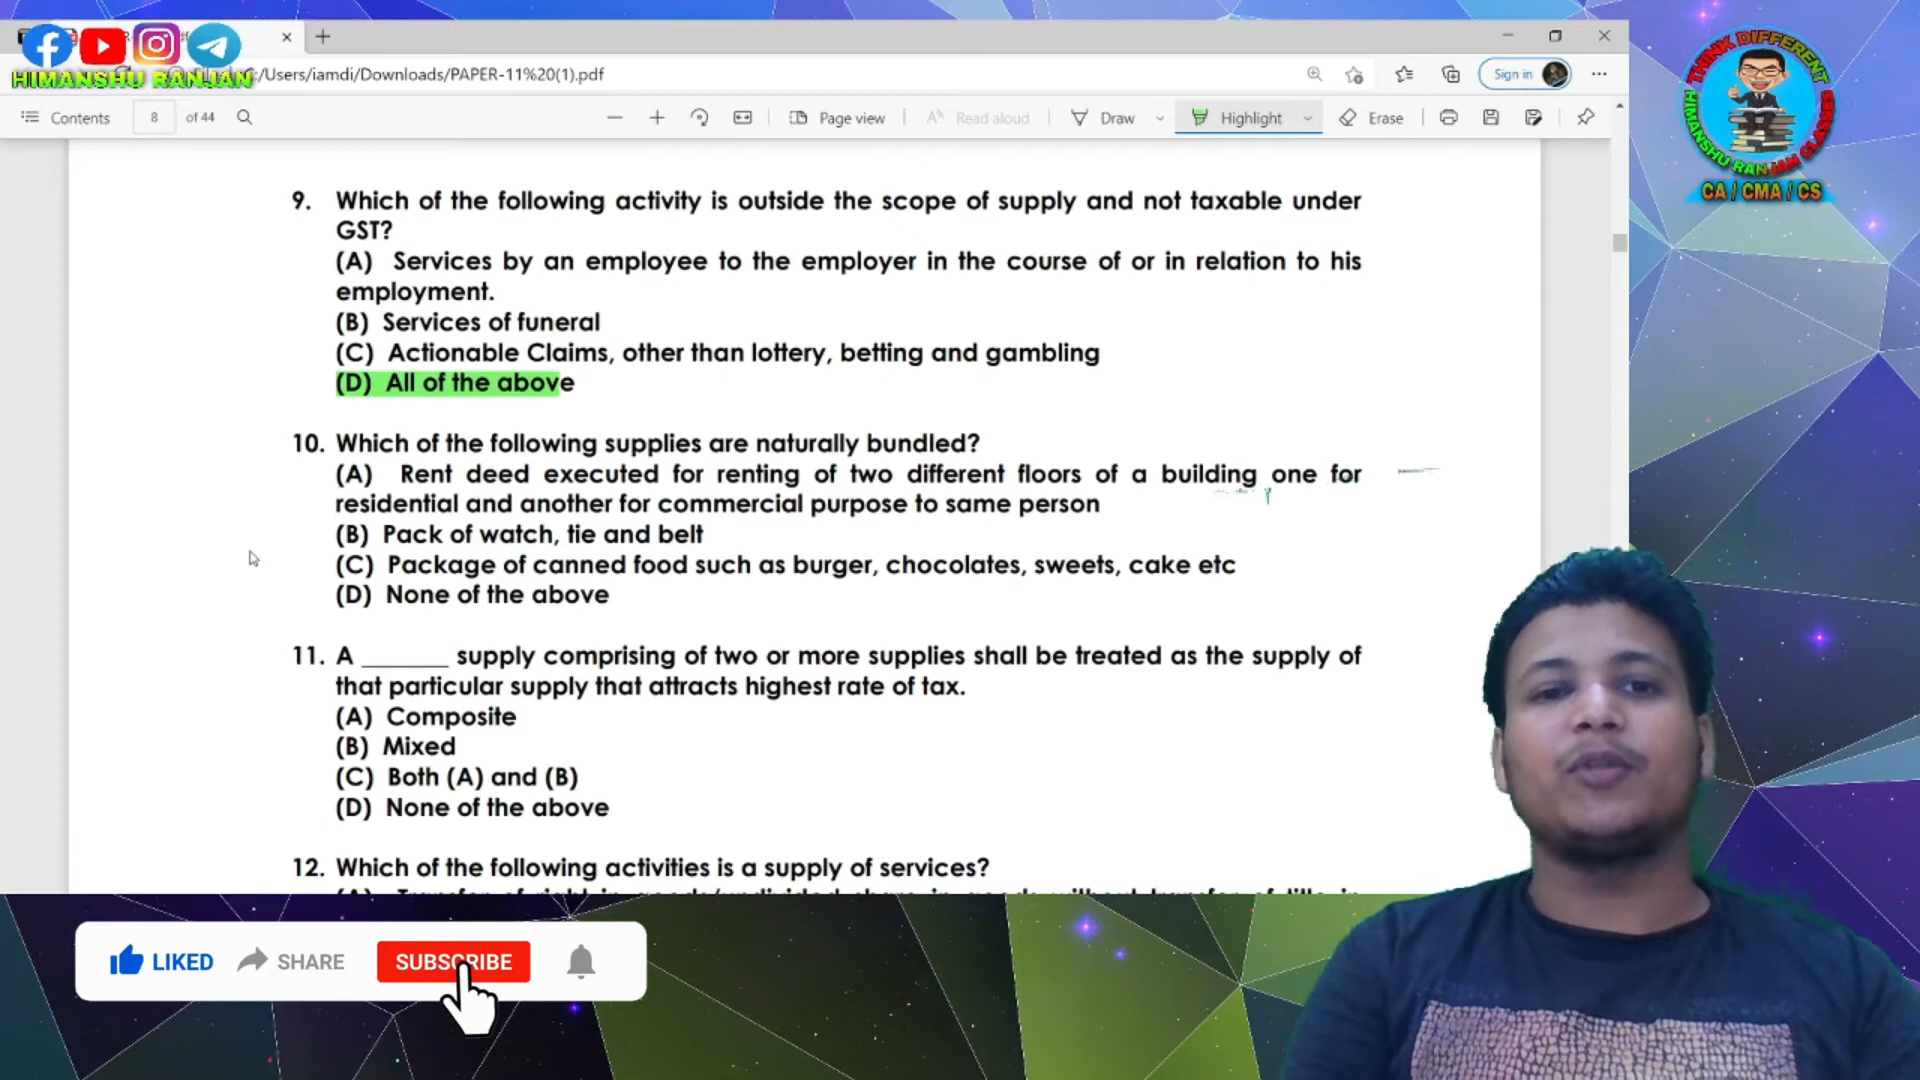 HIMANSHU RANJAN
C:/Users/iamdi/Downloads/PAPER-11%20(1).pdf
Sign in
Contents 8 of 44 Page view Read aloud Draw Highlight Erase
THINK DIFFERENT
HIMANSHU RANJAN CLASSES
CA / CMA / CS
9. Which of the following activity is outside the scope of supply and not taxable under
GST?
(A) Services by an employee to the employer in the course of or in relation to his
employment.
(B) Services of funeral
(C) Actionable Claims, other than lottery, betting and gambling
(D) All of the above
10. Which of the following supplies are naturally bundled?
(A) Rent deed executed for renting of two different floors of a building one for
residential and another for commercial purpose to same person
(B) Pack of watch, tie and belt
(C) Package of canned food such as burger, chocolates, sweets, cake etc
(D) None of the above
11. A _______ supply comprising of two or more supplies shall be treated as the supply of
that particular supply that attracts highest rate of tax.
(A) Composite
(B) Mixed
(C) Both (A) and (B)
(D) None of the above
12. Which of the following activities is a supply of services?
LIKED SHARE SUBSCRIBE